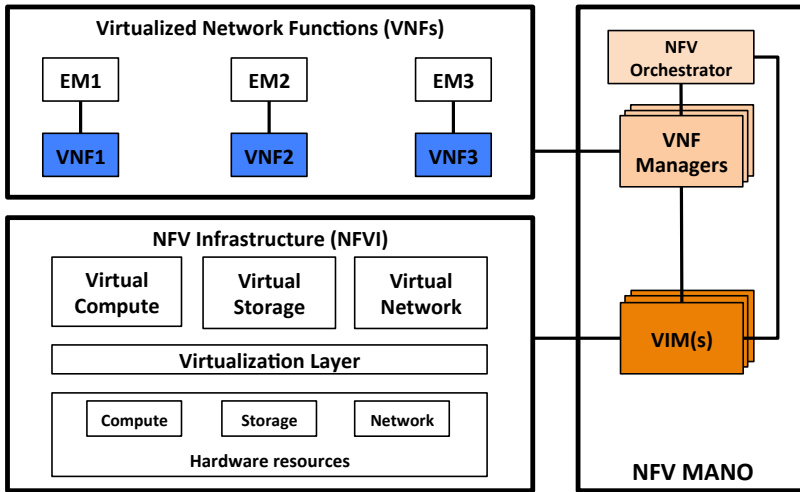 Virtualized Network Functions (VNFs)
EM1
EM2
EM3
VNF1
VNF2
VNF3
NFV Infrastructure (NFVI)
Virtual
Compute
Virtual
Storage
Virtual
Network
Virtualization Layer
Compute
Storage
Network
Hardware resources
NFV
Orchestrator
VNF
Managers
VIM(s)
NFV MANO